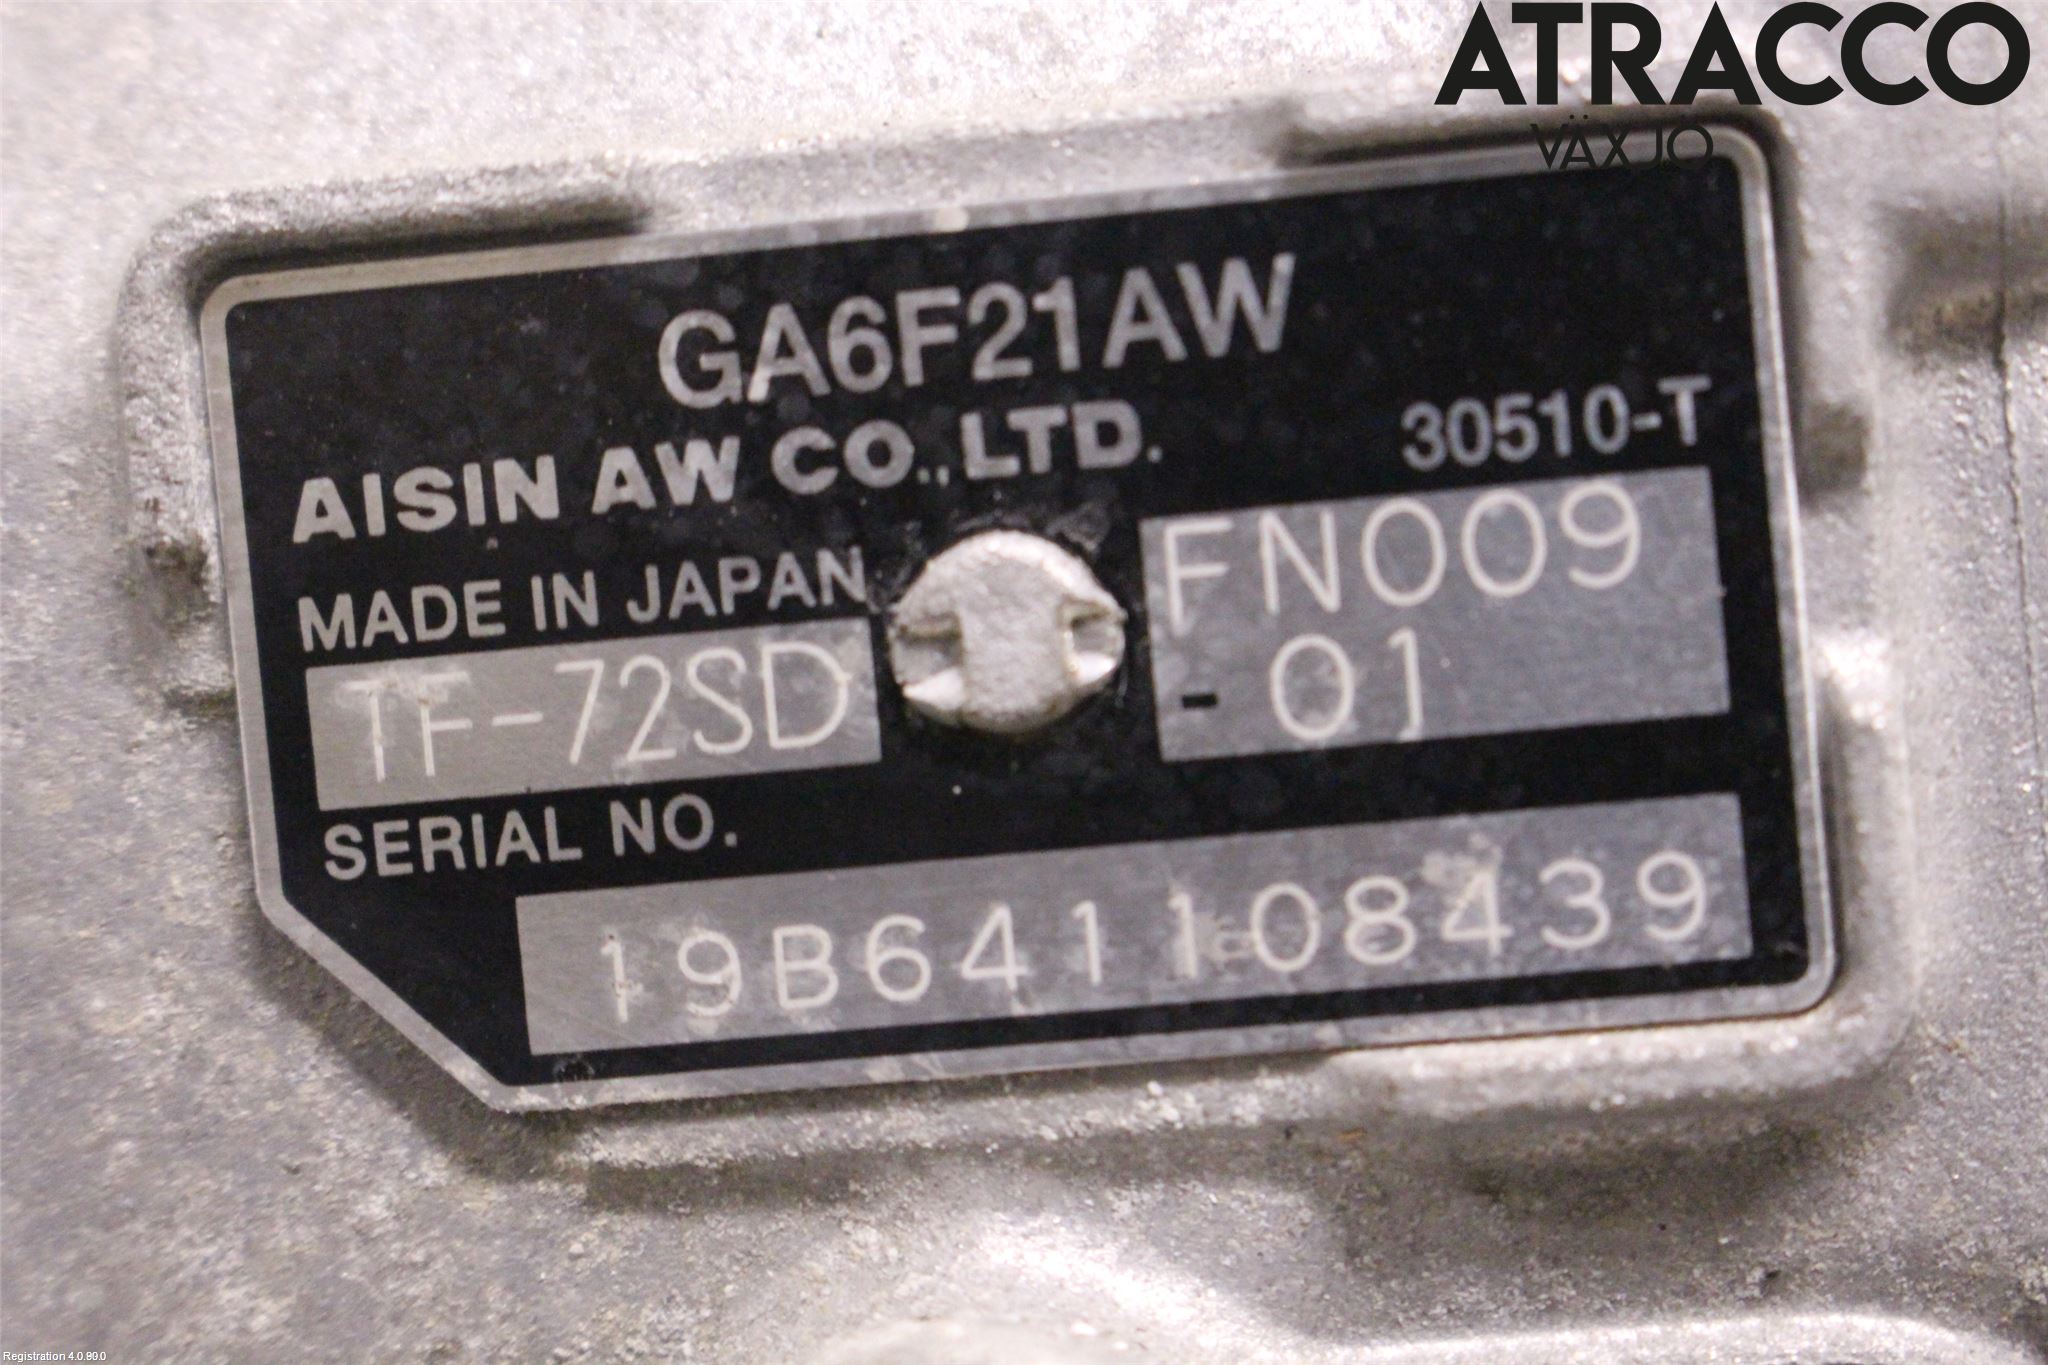 ATRACCO
VÄXJÖ
GA6F21AW
AISIN AW CO.,LTD.
30510-T
MADE IN JAPAN
FN009
TF-72SD
- 01
SERIAL NO.
19B641108439
Registration 4.0.89.0